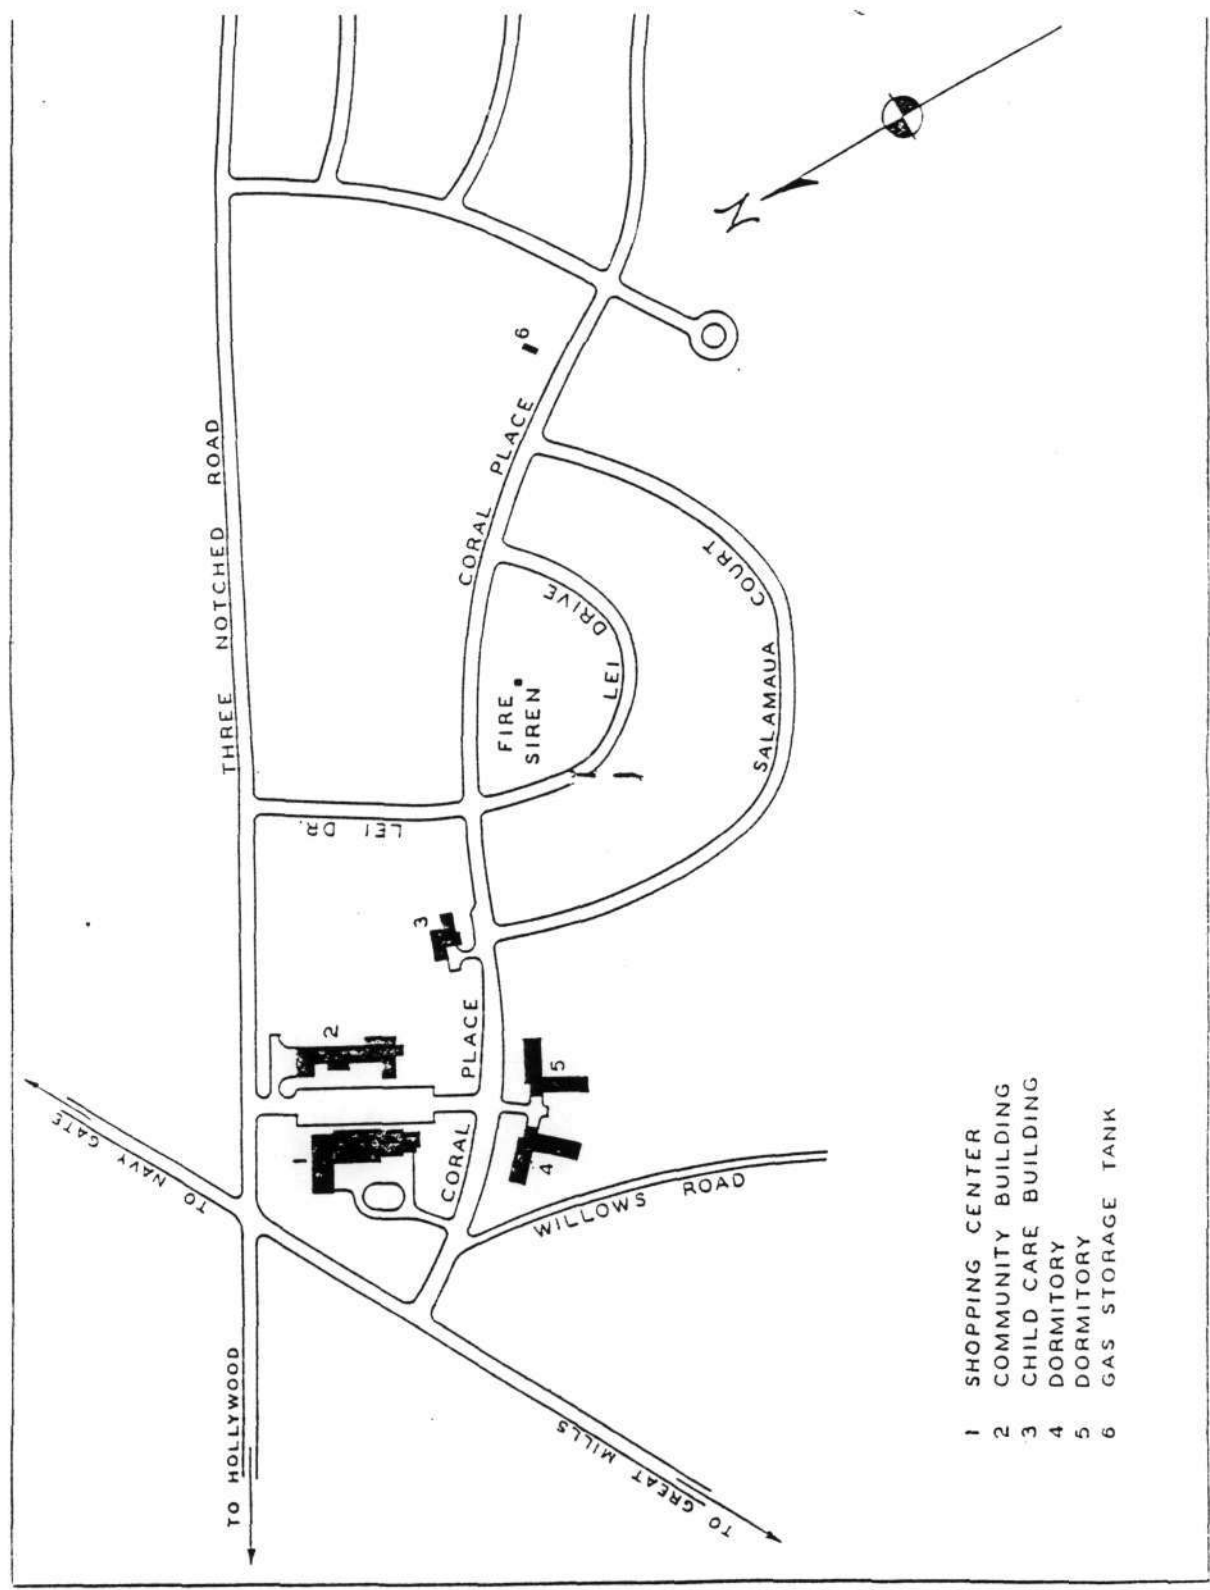 N
TO HOLLYWOOD
TO NAVY GATE
TO GREAT MILLS
THREE NOTCHED ROAD
LEI DR.
CORAL PLACE
CORAL PLACE
WILLOWS ROAD
FIRE
SIREN
LEI DRIVE
SALAMAUA COURT
1
2
3
4
5
6
1 SHOPPING CENTER
2 COMMUNITY BUILDING
3 CHILD CARE BUILDING
4 DORMITORY
5 DORMITORY
6 GAS STORAGE TANK